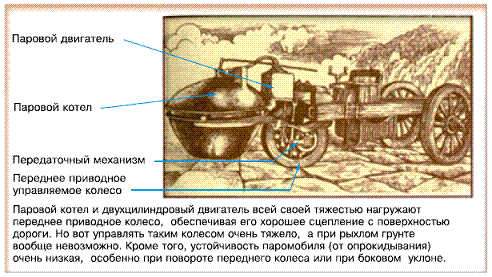 Паровой двигатель
Паровой котел
Передаточный механизм
Переднее приводное
управляемое колесо
Паровой котел и двухцилиндровый двигатель всей своей тяжестью нагружают
переднее приводное колесо, обеспечивая его хорошее сцепление с поверхностью
дороги. Но вот управлять таким колесом очень тяжело, а при рыхлом грунте
вообще невозможно. Кроме того, устойчивость паромобиля (от опрокидывания)
очень низкая, особенно при повороте переднего колеса или при боковом уклоне.